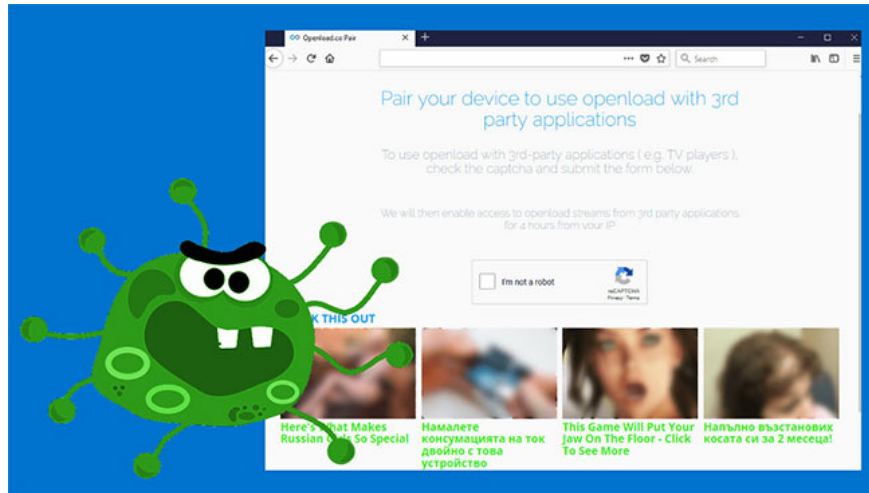 Openload.co Pair
Search
Pair your device to use openload with 3rd
party applications
To use openload with 3rd-party applications ( e.g. TV players ),
check the captcha and submit the form below.
We will then enable access to openload streams from 3rd party applications
for 4 hours from your IP
I'm not a robot
reCAPTCHA
Privacy - Terms
THIS OUT
Here's What Makes
Russian So Special
Намалете
консумацията на ток
двойно с това
устройство
This Game Will Put Your
Jaw On The Floor - Click
To See More
Напълно възстанових
косата си за 2 месеца!